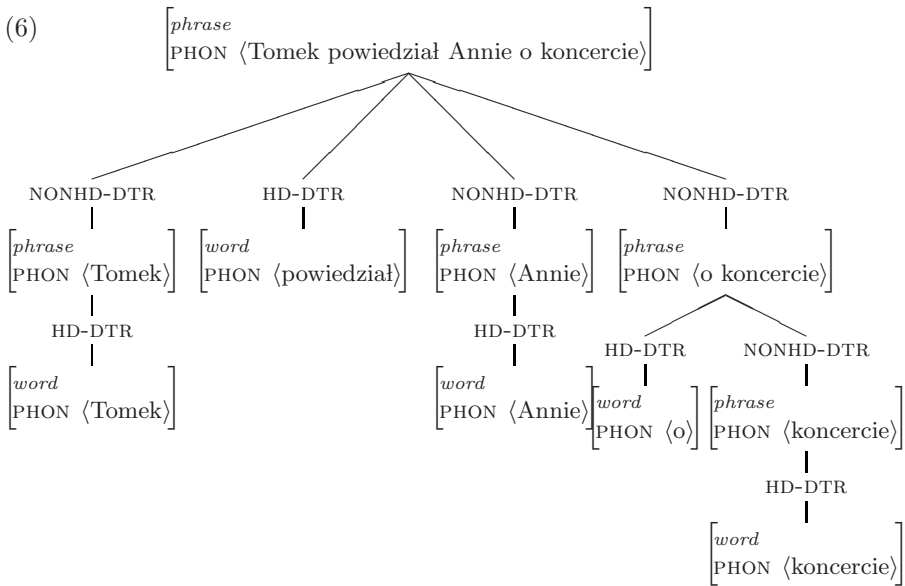 (6)
phrase
PHON ⟨Tomek powiedział Annie o koncercie⟩
NONHD-DTR HD-DTR NONHD-DTR NONHD-DTR
phrase word phrase phrase
PHON ⟨Tomek⟩ PHON ⟨powiedział⟩ PHON ⟨Annie⟩ PHON ⟨o koncercie⟩
HD-DTR HD-DTR
HD-DTR NONHD-DTR
word word
PHON ⟨Tomek⟩ PHON ⟨Annie⟩
word phrase
PHON ⟨o⟩ PHON ⟨koncercie⟩
HD-DTR
word
PHON ⟨koncercie⟩